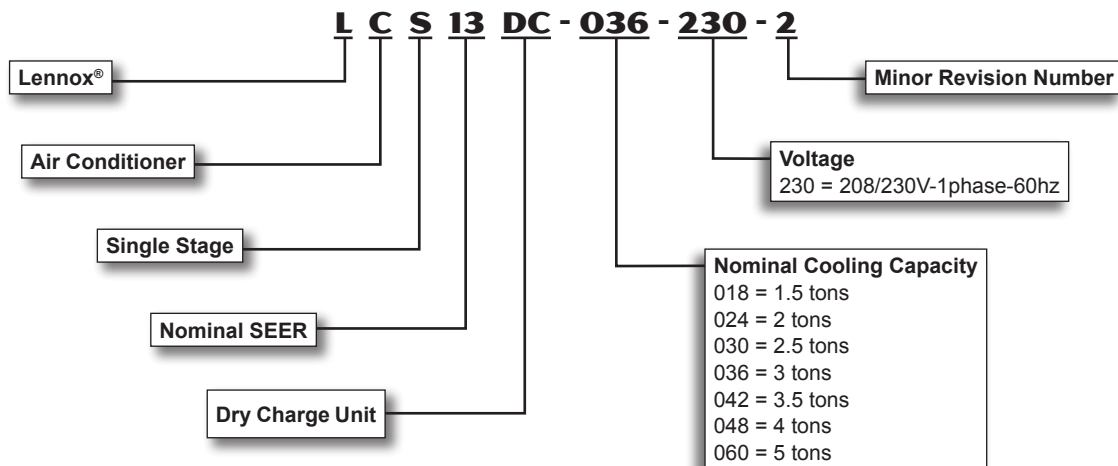 L C S 13 DC - 036 - 230 - 2
Lennox®
Minor Revision Number
Air Conditioner
Voltage
230 = 208/230V-1phase-60hz
Single Stage
Nominal Cooling Capacity
018 = 1.5 tons
024 = 2 tons
030 = 2.5 tons
036 = 3 tons
042 = 3.5 tons
048 = 4 tons
060 = 5 tons
Nominal SEER
Dry Charge Unit